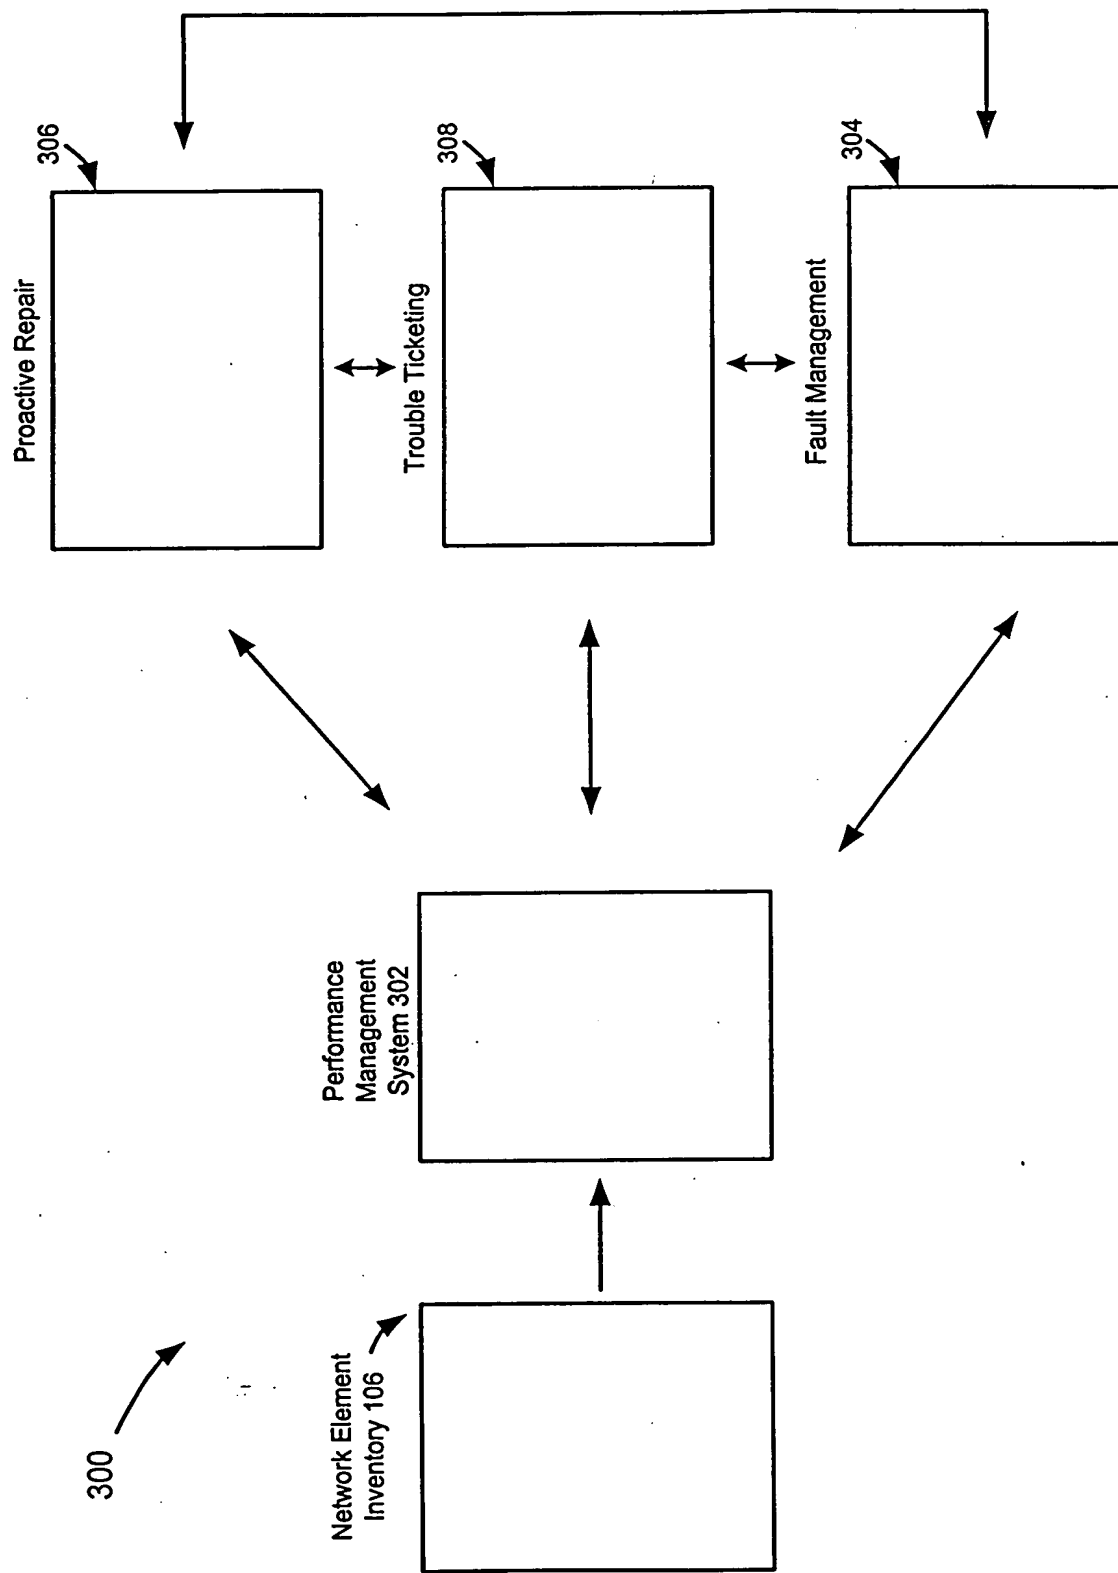 300
Network Element
Inventory 106
Performance
Management
System 302
Proactive Repair
306
Trouble Ticketing
308
Fault Management
304